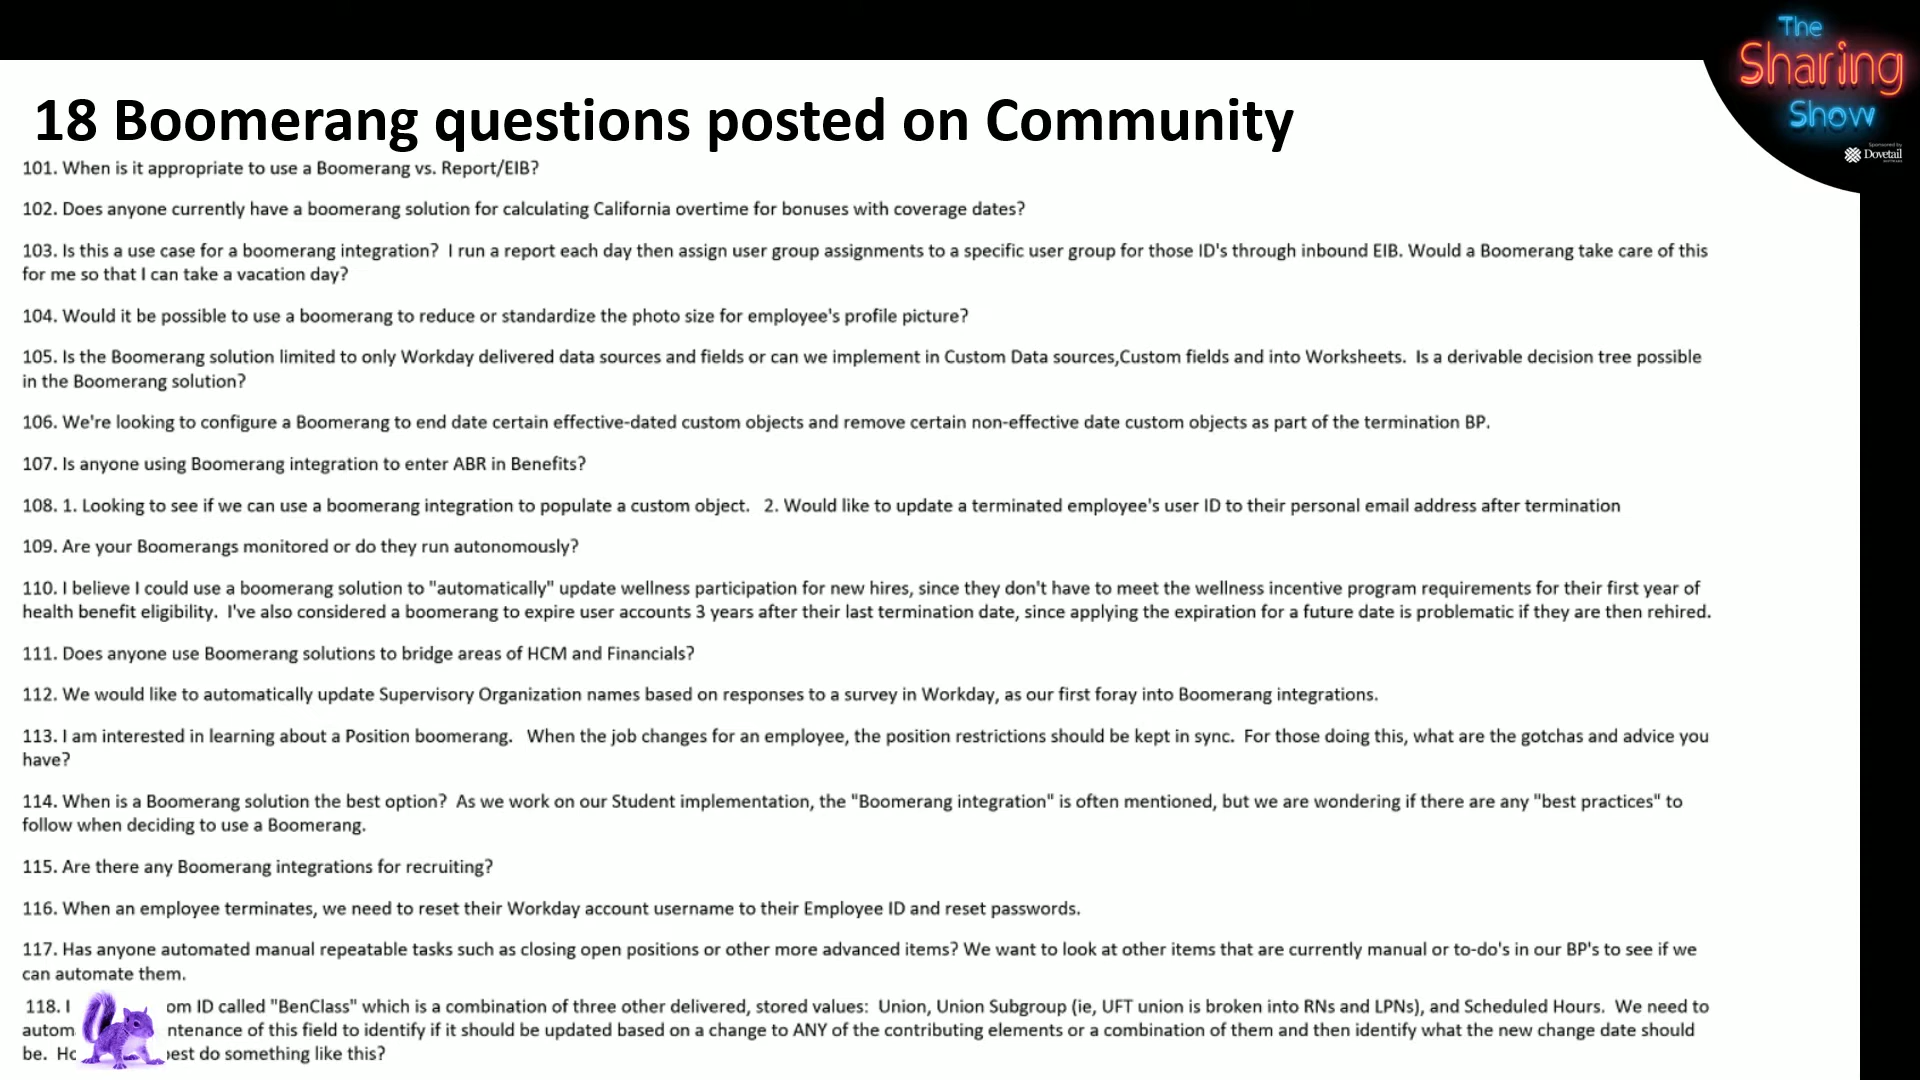 The
Sharing
Show
Sponsored by
Dovetail
18 Boomerang questions posted on Community
101. When is it appropriate to use a Boomerang vs. Report/EIB?
102. Does anyone currently have a boomerang solution for calculating California overtime for bonuses with coverage dates?
103. Is this a use case for a boomerang integration?  I run a report each day then assign user group assignments to a specific user group for those ID's through inbound EIB. Would a Boomerang take care of this
for me so that I can take a vacation day?
104. Would it be possible to use a boomerang to reduce or standardize the photo size for employee's profile picture?
105. Is the Boomerang solution limited to only Workday delivered data sources and fields or can we implement in Custom Data sources,Custom fields and into Worksheets.  Is a derivable decision tree possible
in the Boomerang solution?
106. We're looking to configure a Boomerang to end date certain effective-dated custom objects and remove certain non-effective date custom objects as part of the termination BP.
107. Is anyone using Boomerang integration to enter ABR in Benefits?
108. 1. Looking to see if we can use a boomerang integration to populate a custom object.   2. Would like to update a terminated employee's user ID to their personal email address after termination
109. Are your Boomerangs monitored or do they run autonomously?
110. I believe I could use a boomerang solution to "automatically" update wellness participation for new hires, since they don't have to meet the wellness incentive program requirements for their first year of
health benefit eligibility.  I've also considered a boomerang to expire user accounts 3 years after their last termination date, since applying the expiration for a future date is problematic if they are then rehired.
111. Does anyone use Boomerang solutions to bridge areas of HCM and Financials?
112. We would like to automatically update Supervisory Organization names based on responses to a survey in Workday, as our first foray into Boomerang integrations.
113. I am interested in learning about a Position boomerang.   When the job changes for an employee, the position restrictions should be kept in sync.  For those doing this, what are the gotchas and advice you
have?
114. When is a Boomerang solution the best option?  As we work on our Student implementation, the "Boomerang integration" is often mentioned, but we are wondering if there are any "best practices" to
follow when deciding to use a Boomerang.
115. Are there any Boomerang integrations for recruiting?
116. When an employee terminates, we need to reset their Workday account username to their Employee ID and reset passwords.
117. Has anyone automated manual repeatable tasks such as closing open positions or other more advanced items? We want to look at other items that are currently manual or to-do's in our BP's to see if we
can automate them.
118. I om ID called "BenClass" which is a combination of three other delivered, stored values:  Union, Union Subgroup (ie, UFT union is broken into RNs and LPNs), and Scheduled Hours.  We need to
autom ntenance of this field to identify if it should be updated based on a change to ANY of the contributing elements or a combination of them and then identify what the new change date should
be.  Ho est do something like this?